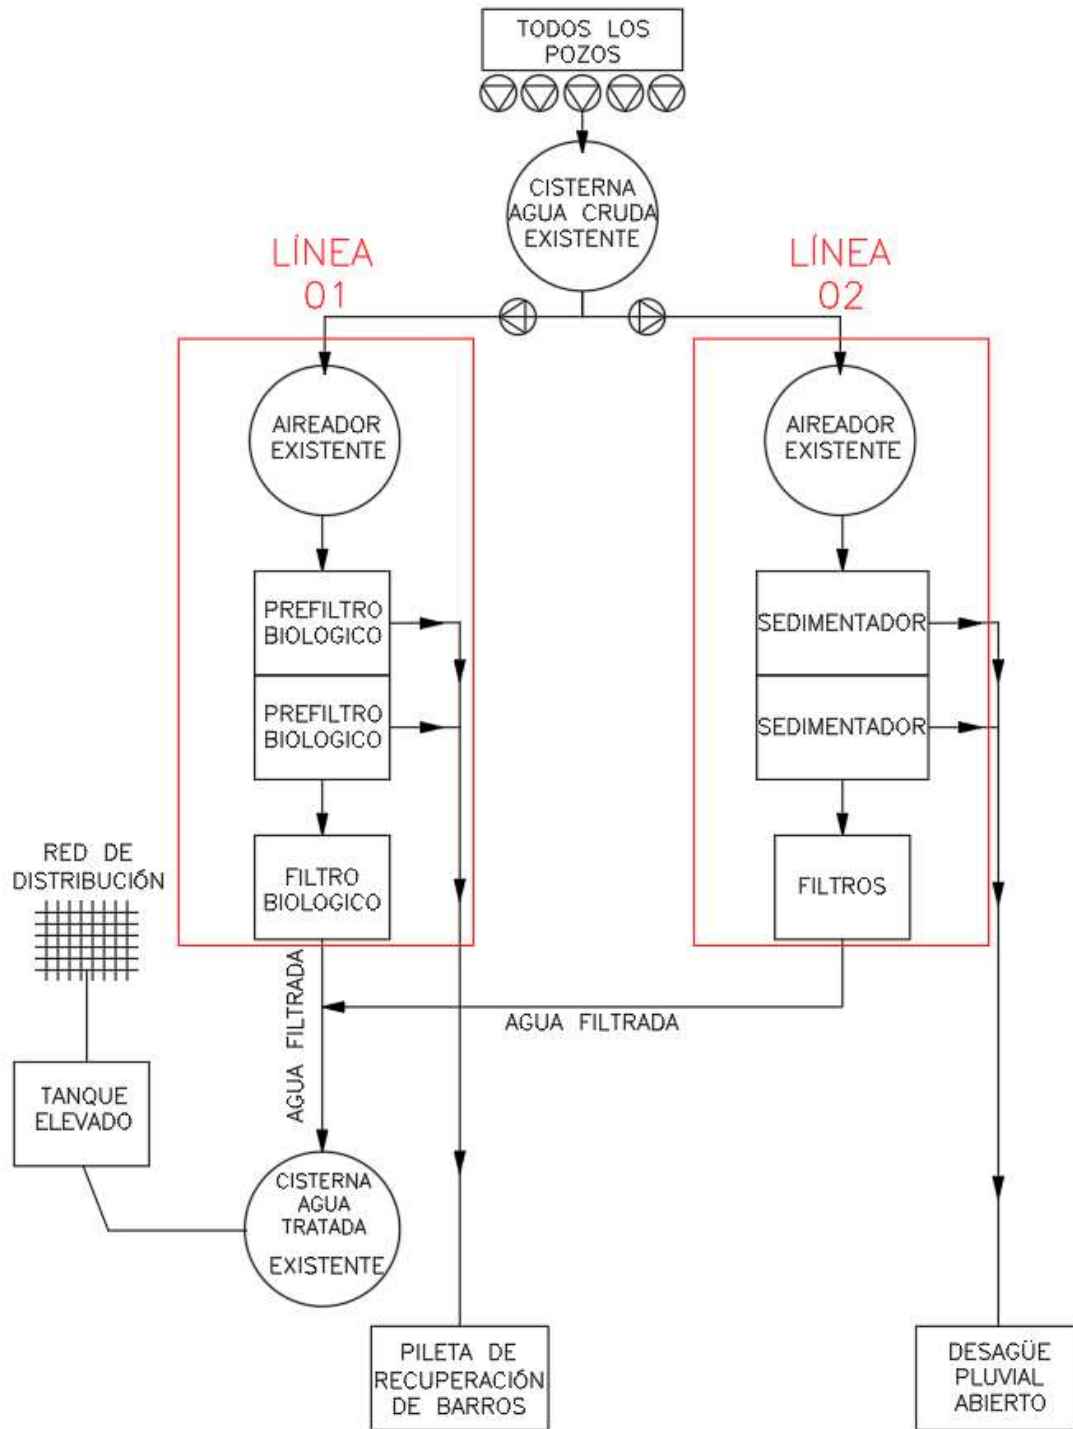 TODOS LOS
POZOS
CISTERNA
AGUA CRUDA
EXISTENTE
LÍNEA
01
LÍNEA
02
AIREADOR
EXISTENTE
AIREADOR
EXISTENTE
PREFILTRO
BIOLOGICO
SEDIMENTADOR
PREFILTRO
BIOLOGICO
SEDIMENTADOR
FILTRO
BIOLOGICO
FILTROS
RED DE
DISTRIBUCIÓN
AGUA FILTRADA
AGUA FILTRADA
TANQUE
ELEVADO
CISTERNA
AGUA
TRATADA
EXISTENTE
PILETA DE
RECUPERACIÓN
DE BARROS
DESAGÜE
PLUVIAL
ABIERTO